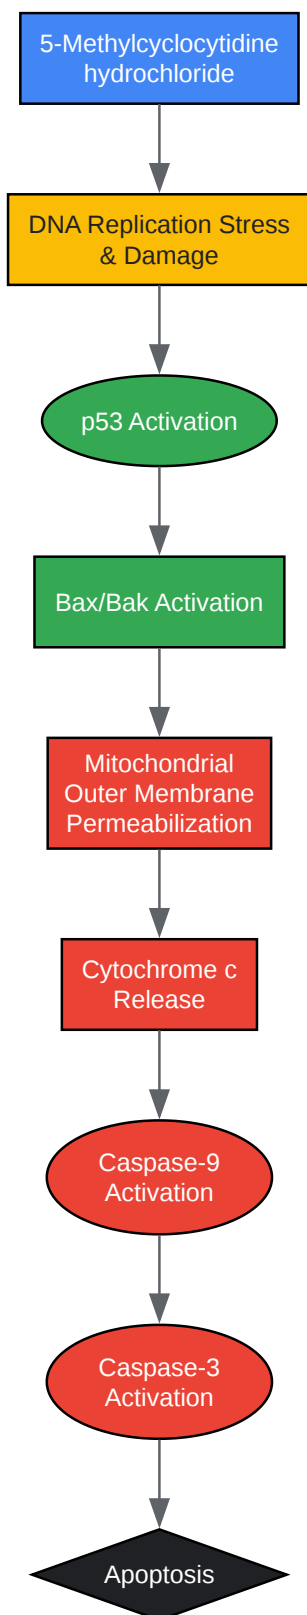 5-Methylcyclocytidine
hydrochloride
DNA Replication Stress
& Damage
p53 Activation
Bax/Bak Activation
Mitochondrial
Outer Membrane
Permeabilization
Cytochrome c
Release
Caspase-9
Activation
Caspase-3
Activation
Apoptosis